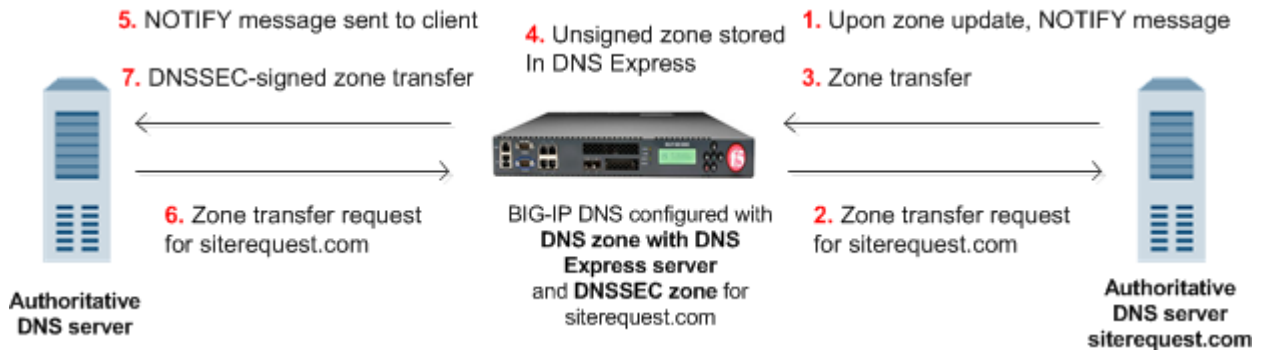 5. NOTIFY message sent to client
7. DNSSEC-signed zone transfer
4. Unsigned zone stored
In DNS Express
1. Upon zone update, NOTIFY message
3. Zone transfer
6. Zone transfer request
for siterequest.com
BIG-IP DNS configured with
DNS zone with DNS
Express server
and DNSSEC zone for
siterequest.com
2. Zone transfer request
for siterequest.com
Authoritative
DNS server
Authoritative
DNS server
siterequest.com
f5